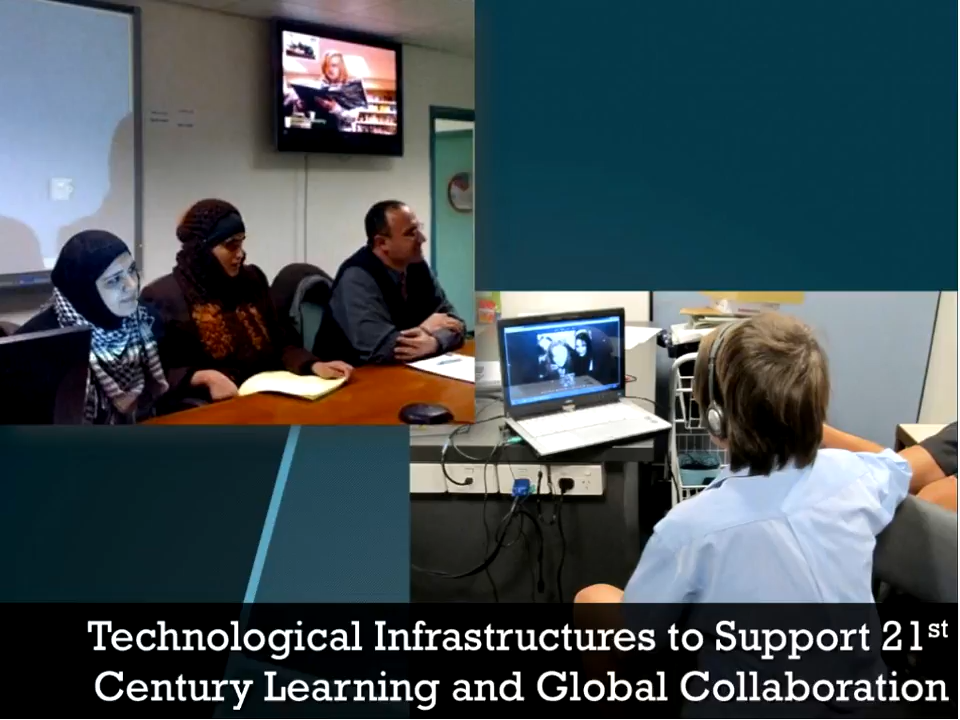 Technological Infrastructures to Support 21st
Century Learning and Global Collaboration